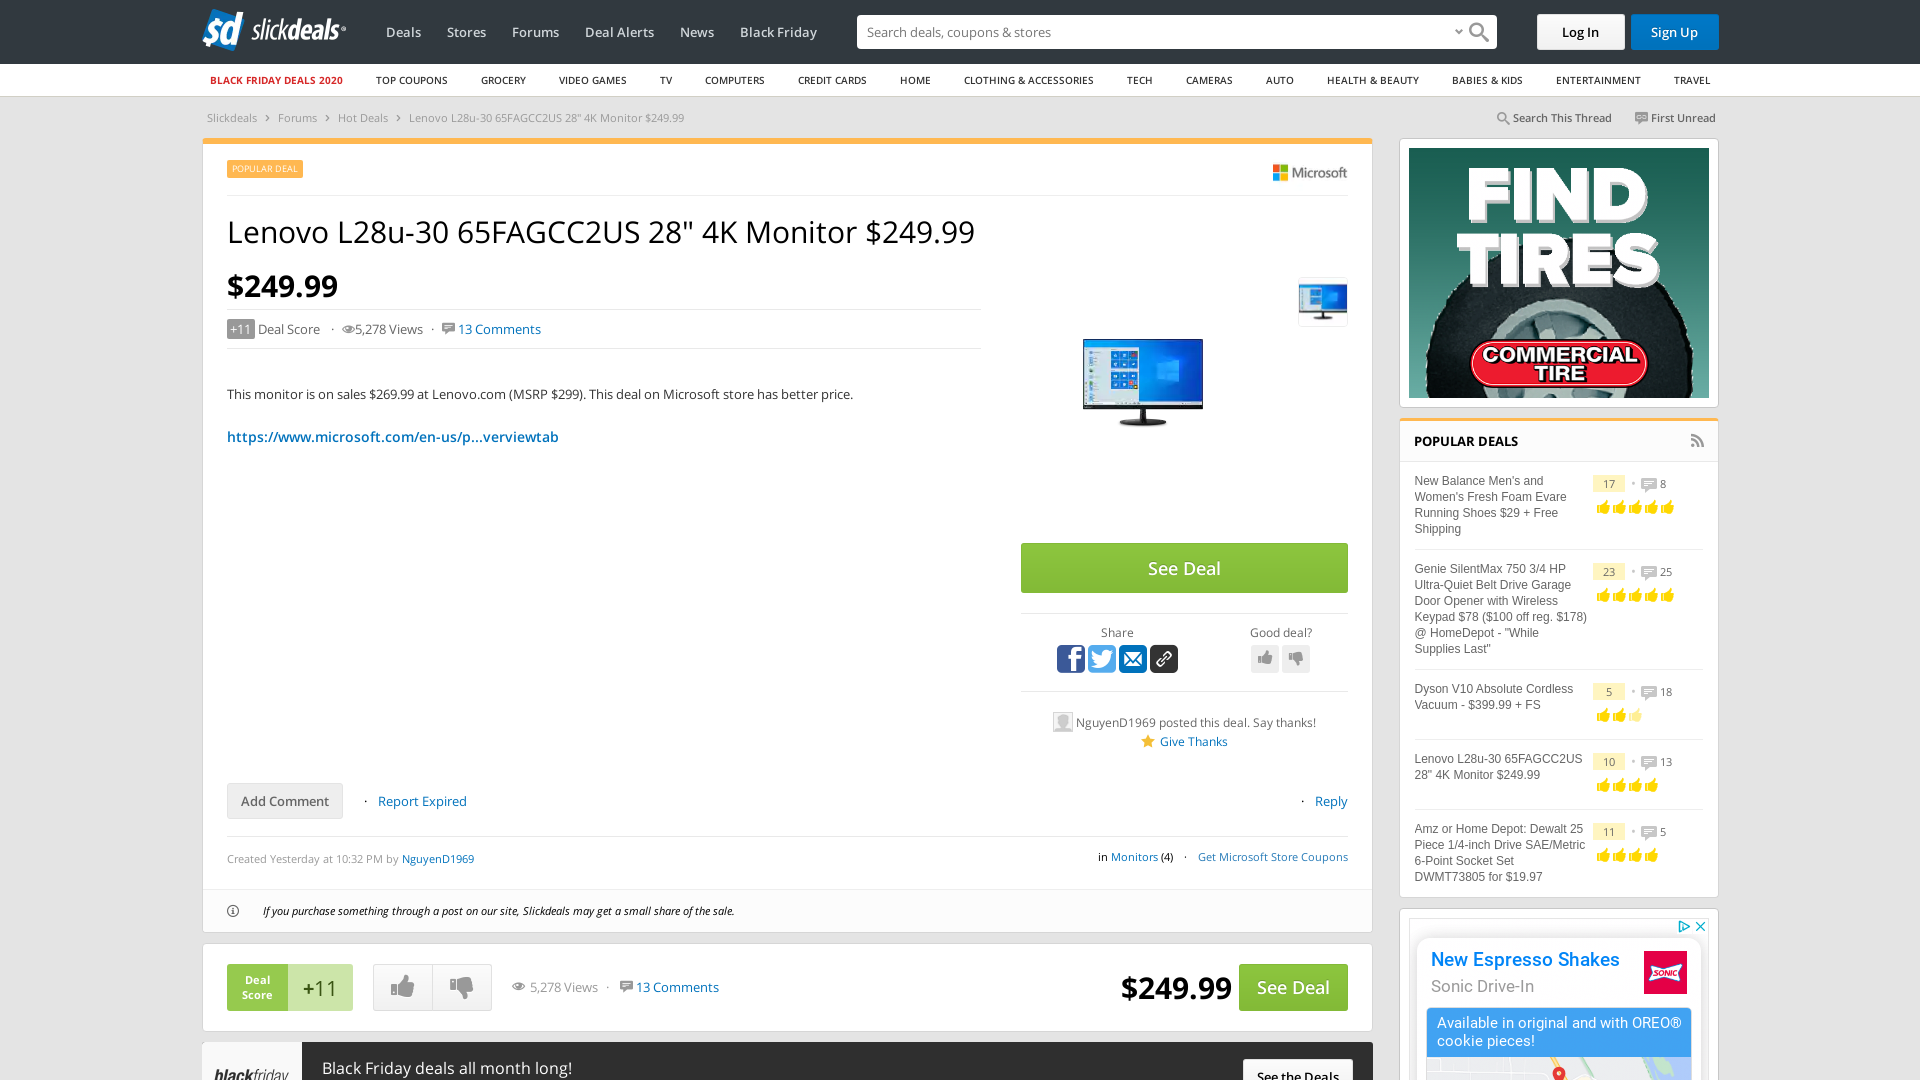 slickdeals
Deals Stores Forums Deal Alerts News Black Friday
Search deals, coupons & stores
Log In Sign Up
BLACK FRIDAY DEALS 2020 TOP COUPONS GROCERY VIDEO GAMES TV COMPUTERS CREDIT CARDS HOME CLOTHING & ACCESSORIES TECH CAMERAS AUTO HEALTH & BEAUTY BABIES & KIDS ENTERTAINMENT TRAVEL
Slickdeals > Forums > Hot Deals > Lenovo L28u-30 65FAGCC2US 28" 4K Monitor $249.99
Search This Thread First Unread
POPULAR DEAL
Microsoft
Lenovo L28u-30 65FAGCC2US 28" 4K Monitor $249.99
$249.99
+11 Deal Score · 5,278 Views · 13 Comments
This monitor is on sales $269.99 at Lenovo.com (MSRP $299). This deal on Microsoft store has better price.
https://www.microsoft.com/en-us/p...verviewtab
See Deal
Share
Good deal?
NguyenD1969 posted this deal. Say thanks!
Give Thanks
Add Comment · Report Expired
· Reply
Created Yesterday at 10:32 PM by NguyenD1969
in Monitors (4) · Get Microsoft Store Coupons
If you purchase something through a post on our site, Slickdeals may get a small share of the sale.
Deal
Score
+11
5,278 Views · 13 Comments
$249.99
See Deal
blackfriday
Black Friday deals all month long!
See the Deals
FIND
TIRES
COMMERCIAL
TIRE
POPULAR DEALS
New Balance Men's and
Women's Fresh Foam Evare
Running Shoes $29 + Free
Shipping
17 • 8
Genie SilentMax 750 3/4 HP
Ultra-Quiet Belt Drive Garage
Door Opener with Wireless
Keypad $78 ($100 off reg. $178)
@ HomeDepot - "While
Supplies Last"
23 • 25
Dyson V10 Absolute Cordless
Vacuum - $399.99 + FS
5 • 18
Lenovo L28u-30 65FAGCC2US
28" 4K Monitor $249.99
10 • 13
Amz or Home Depot: Dewalt 25
Piece 1/4-inch Drive SAE/Metric
6-Point Socket Set
DWMT73805 for $19.97
11 • 5
New Espresso Shakes
Sonic Drive-In
SONIC
Available in original and with OREO®
cookie pieces!